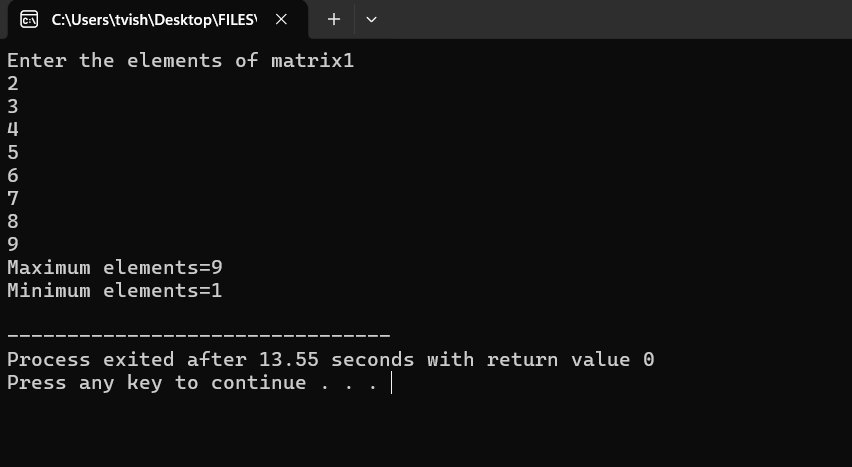 C:\Users\tvish\Desktop\FILES\
Enter the elements of matrix1
2
3
4
5
6
7
8
9
Maximum elements=9
Minimum elements=1
--------------------------------
Process exited after 13.55 seconds with return value 0
Press any key to continue . . .